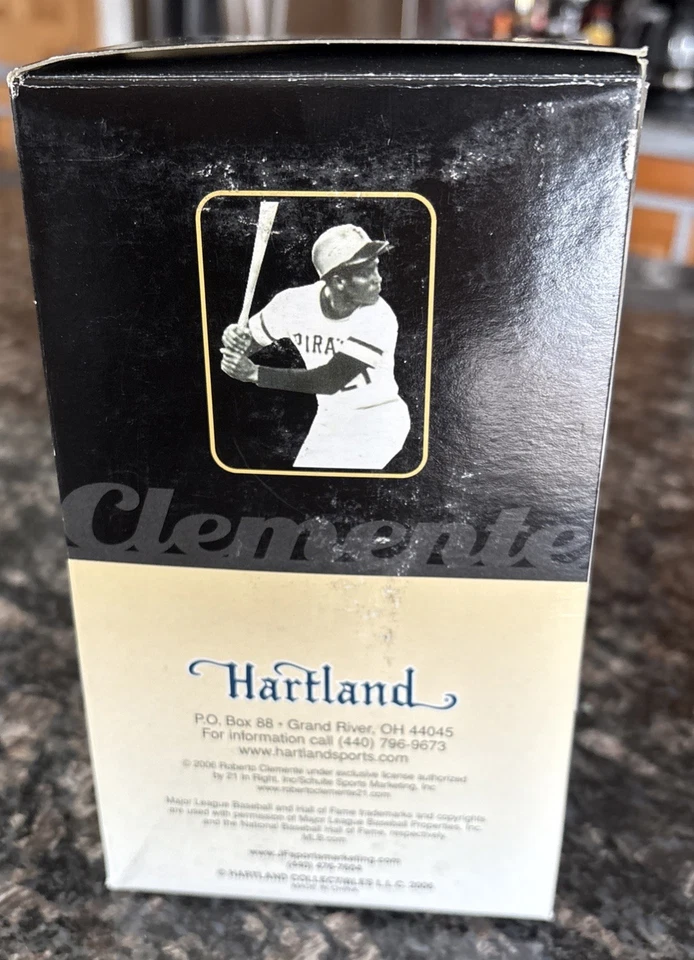 PIRA
21
Clemente
Hartland
P.O. Box 88 • Grand River, OH 44045
For information call (440) 796-9673
www.hartlandsports.com
© 2006 Roberto Clemente under exclusive license authorized
by 21 In Right, Inc/Schulte Sports Marketing, Inc
www.robertoclemente21.com
Major League Baseball and Hall of Fame trademarks and copyrights
are used with permission of Major League Baseball Properties, Inc.
and the National Baseball Hall of Fame, respectively.
MLB.com
www.JFsportsmarketing.com
© HARTLAND COLLECTIBLES L.L.C. 2006
MADE IN CHINA